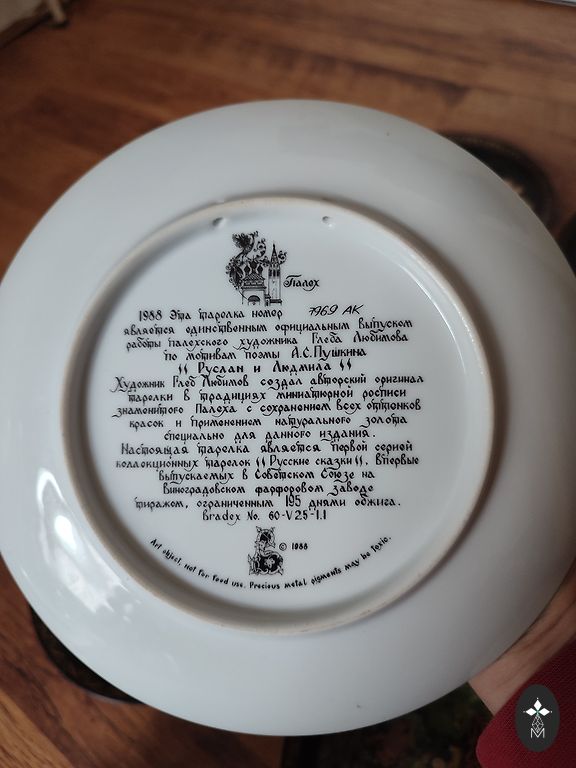 Палех
1988 Эта тарелка номер 7969 АК
является единственным официальным выпуском
работы палехского художника Глеба Любимова
по мотивам поэмы А.С.Пушкина
"Руслан и Людмила"
Художник Глеб Любимов создал авторский оригинал
тарелки в традициях миниатюрной росписи
знаменитого Палеха с сохранением всех оттенков
красок и применением натурального золота
специально для данного издания.
Настоящая тарелка является первой серией
коллекционных тарелок "Русские сказки", впервые
выпускаемых в Советском Союзе на
Виноградовском фарфоровом заводе
тиражом, ограниченным 195 днями обжига.
Bradex No. 60-V25-1.1
© 1988
Art object, not for food use. Precious metal pigments may be toxic.
M